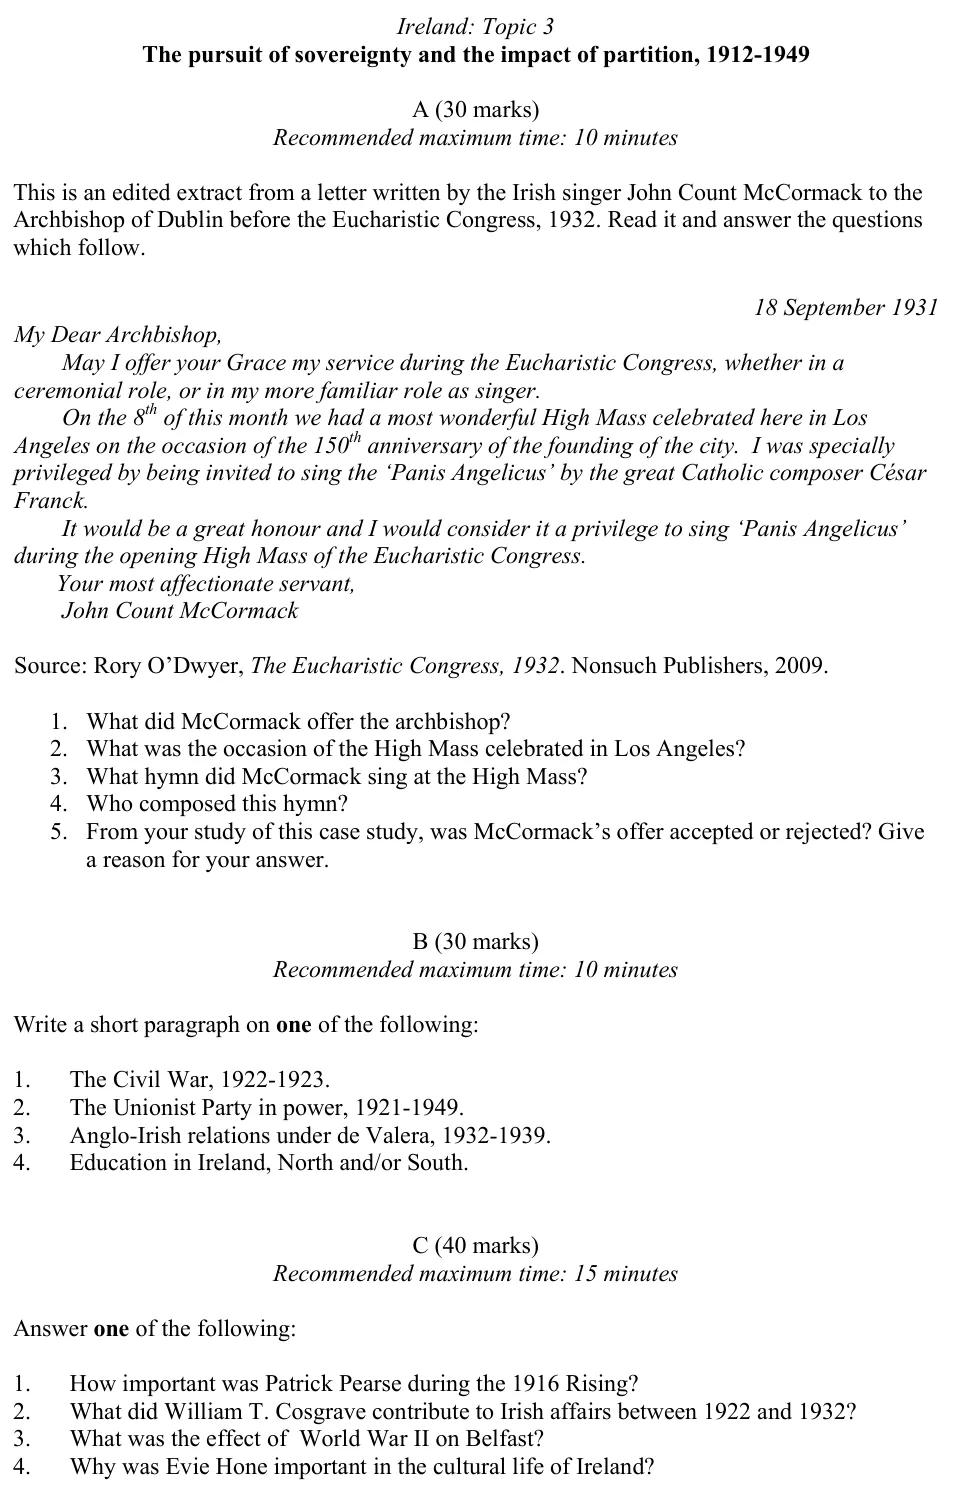 Ireland: Topic 3
The pursuit of sovereignty and the impact of partition, 1912-1949
A (30 marks)
Recommended maximum time: 10 minutes
This is an edited extract from a letter written by the Irish singer John Count McCormack to the
Archbishop of Dublin before the Eucharistic Congress, 1932. Read it and answer the questions
which follow.
18 September 1931
My Dear Archbishop,
May I offer your Grace my service during the Eucharistic Congress, whether in a
ceremonial role, or in my more familiar role as singer.
On the 8th of this month we had a most wonderful High Mass celebrated here in Los
Angeles on the occasion of the 150th anniversary of the founding of the city. I was specially
privileged by being invited to sing the ‘Panis Angelicus’ by the great Catholic composer César
Franck.
It would be a great honour and I would consider it a privilege to sing ‘Panis Angelicus’
during the opening High Mass of the Eucharistic Congress.
Your most affectionate servant,
John Count McCormack
Source: Rory O’Dwyer, The Eucharistic Congress, 1932. Nonsuch Publishers, 2009.
1. What did McCormack offer the archbishop?
2. What was the occasion of the High Mass celebrated in Los Angeles?
3. What hymn did McCormack sing at the High Mass?
4. Who composed this hymn?
5. From your study of this case study, was McCormack’s offer accepted or rejected? Give
a reason for your answer.
B (30 marks)
Recommended maximum time: 10 minutes
Write a short paragraph on one of the following:
1. The Civil War, 1922-1923.
2. The Unionist Party in power, 1921-1949.
3. Anglo-Irish relations under de Valera, 1932-1939.
4. Education in Ireland, North and/or South.
C (40 marks)
Recommended maximum time: 15 minutes
Answer one of the following:
1. How important was Patrick Pearse during the 1916 Rising?
2. What did William T. Cosgrave contribute to Irish affairs between 1922 and 1932?
3. What was the effect of World War II on Belfast?
4. Why was Evie Hone important in the cultural life of Ireland?